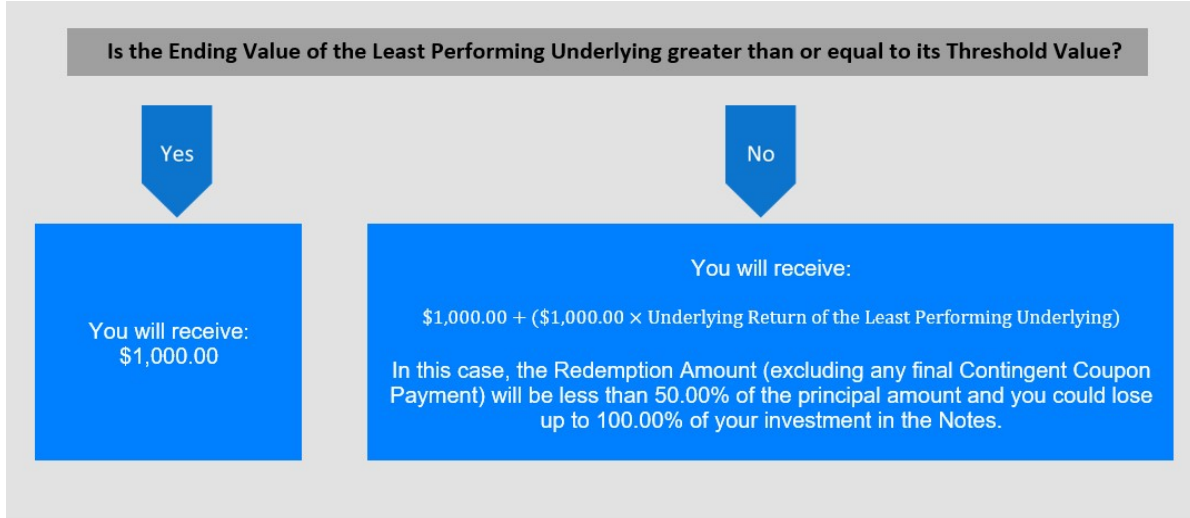 Is the Ending Value of the Least Performing Underlying greater than or equal to its Threshold Value?
Yes
No
You will receive:
$1,000.00
You will receive:
$1,000.00 + ($1,000.00 × Underlying Return of the Least Performing Underlying)
In this case, the Redemption Amount (excluding any final Contingent Coupon
Payment) will be less than 50.00% of the principal amount and you could lose
up to 100.00% of your investment in the Notes.